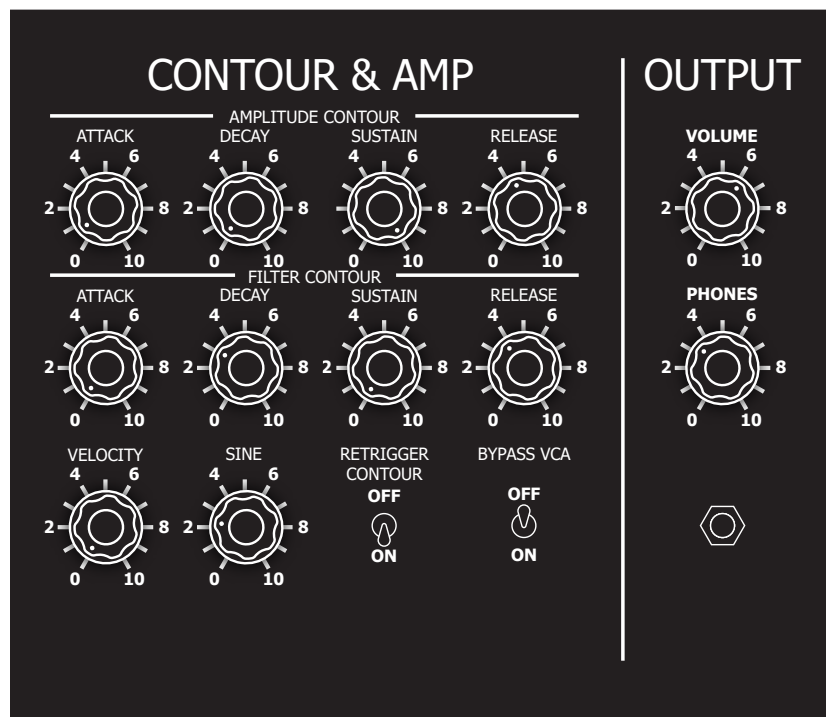 CONTOUR & AMP
OUTPUT
AMPLITUDE CONTOUR
ATTACK DECAY SUSTAIN RELEASE
VOLUME
4 6 4 6 4 6 4 6 4 6
2 8 2 8 2 8 2 8 2 8
0 10 0 10 0 10 0 10 0 10
FILTER CONTOUR
ATTACK DECAY SUSTAIN RELEASE
PHONES
4 6 4 6 4 6 4 6 4 6
2 8 2 8 2 8 2 8 2 8
0 10 0 10 0 10 0 10 0 10
VELOCITY SINE RETRIGGER BYPASS VCA
CONTOUR
4 6 4 6
OFF OFF
2 8 2 8
ON ON
0 10 0 10